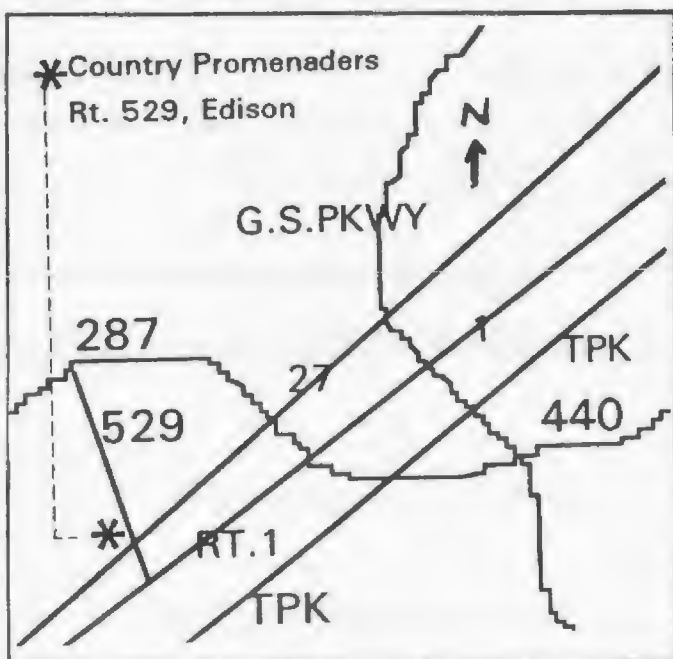 Country Promenaders
Rt. 529, Edison
N
G.S.PKWY
287
27
1
TPK
529
440
RT.1
TPK